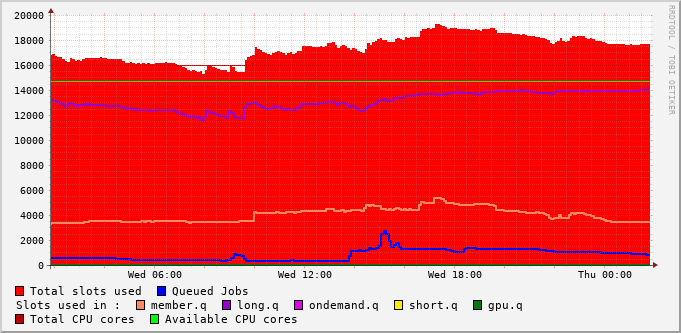 20000
18000
16000
14000
12000
10000
8000
6000
4000
2000
0
Wed 06:00 Wed 12:00 Wed 18:00 Thu 00:00
RRDTOOL / TOBI OETIKER
Total slots used Queued Jobs
Slots used in : member.q long.q ondemand.q short.q gpu.q
Total CPU cores Available CPU cores